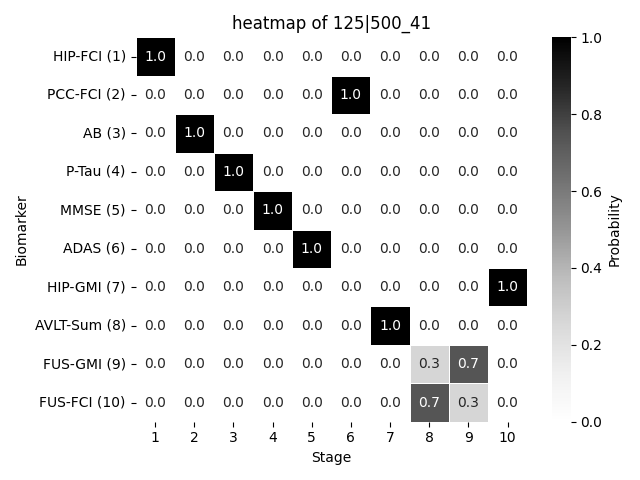 heatmap of 125|500_41
HIP-FCI (1) 1.0 0.0 0.0 0.0 0.0 0.0 0.0 0.0 0.0 0.0
PCC-FCI (2) 0.0 0.0 0.0 0.0 0.0 1.0 0.0 0.0 0.0 0.0
AB (3) 0.0 1.0 0.0 0.0 0.0 0.0 0.0 0.0 0.0 0.0
P-Tau (4) 0.0 0.0 1.0 0.0 0.0 0.0 0.0 0.0 0.0 0.0
MMSE (5) 0.0 0.0 0.0 1.0 0.0 0.0 0.0 0.0 0.0 0.0
ADAS (6) 0.0 0.0 0.0 0.0 1.0 0.0 0.0 0.0 0.0 0.0
HIP-GMI (7) 0.0 0.0 0.0 0.0 0.0 0.0 0.0 0.0 0.0 1.0
AVLT-Sum (8) 0.0 0.0 0.0 0.0 0.0 0.0 1.0 0.0 0.0 0.0
FUS-GMI (9) 0.0 0.0 0.0 0.0 0.0 0.0 0.0 0.3 0.7 0.0
FUS-FCI (10) 0.0 0.0 0.0 0.0 0.0 0.0 0.0 0.7 0.3 0.0
1 2 3 4 5 6 7 8 9 10
Stage
Biomarker
1.0
0.8
0.6
0.4
0.2
0.0
Probability